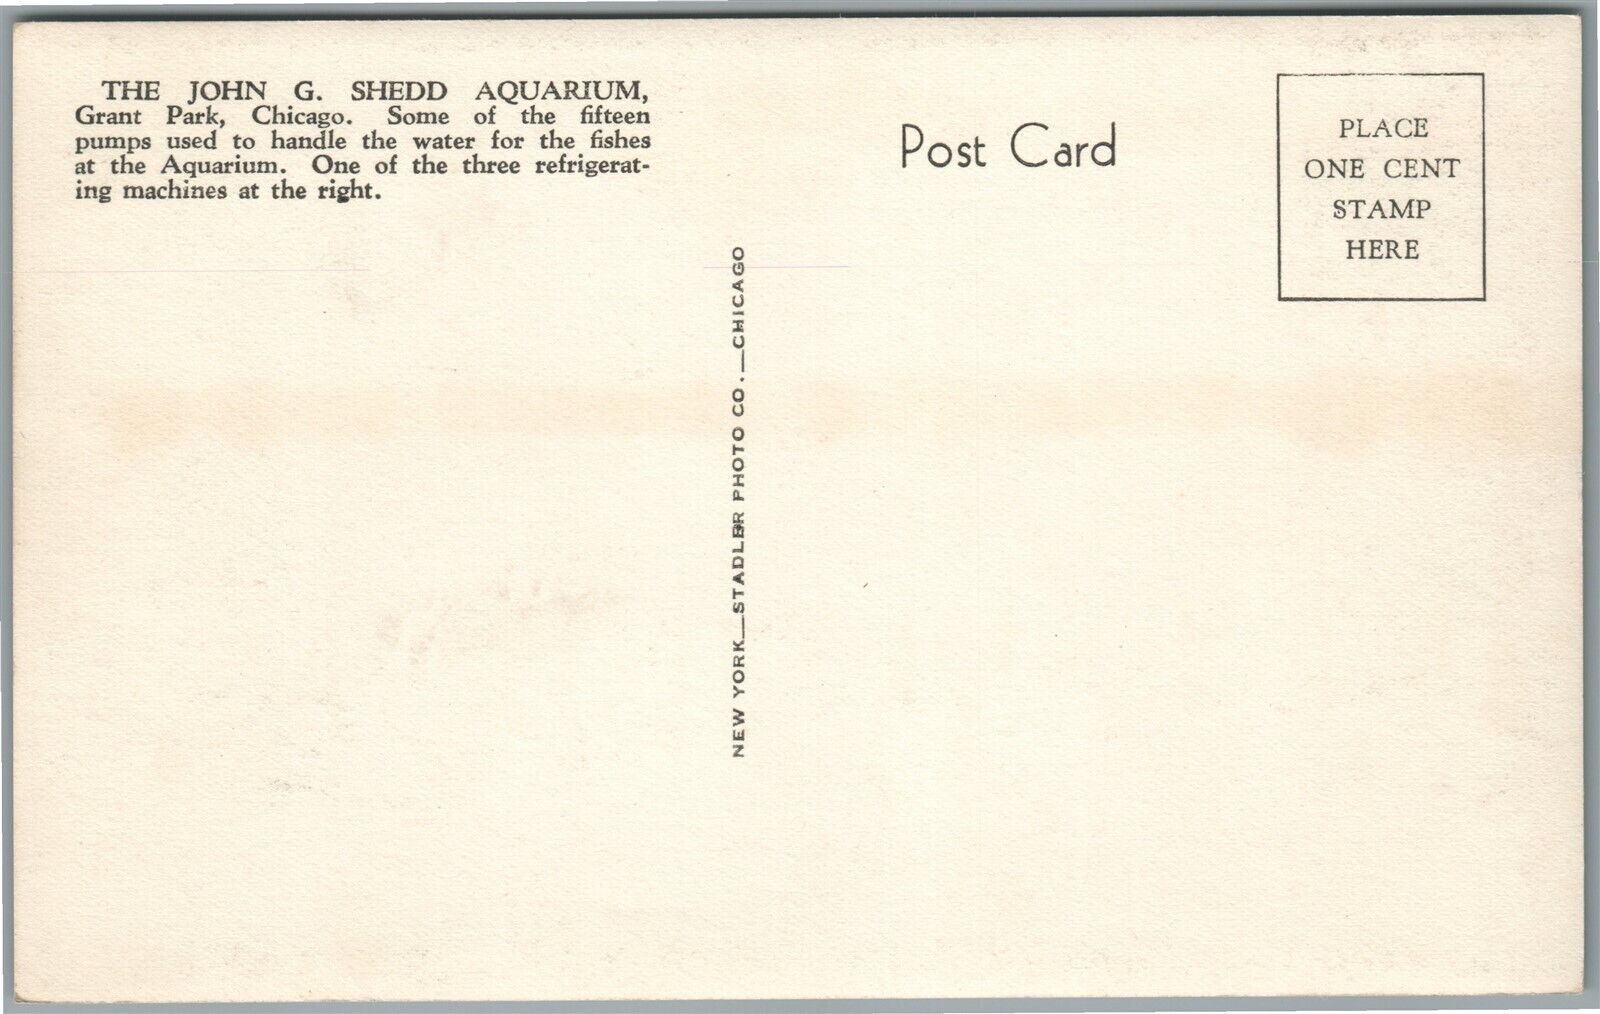 THE JOHN G. SHEDD AQUARIUM,
Grant Park, Chicago. Some of the fifteen
pumps used to handle the water for the fishes
at the Aquarium. One of the three refrigerat-
ing machines at the right.
Post Card
PLACE
ONE CENT
STAMP
HERE
NEW YORK—STADLER PHOTO CO.—CHICAGO